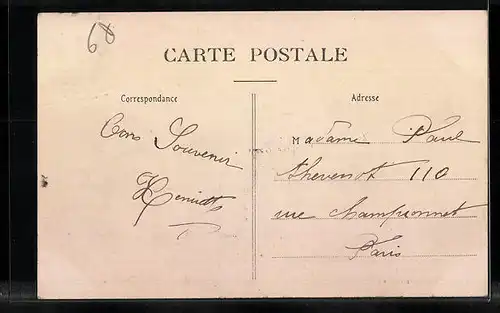 68
CARTE POSTALE
Correspondance
Bons Souvenir
Adresse
Madame Paul
Thevenot 110
rue Championnet
Paris